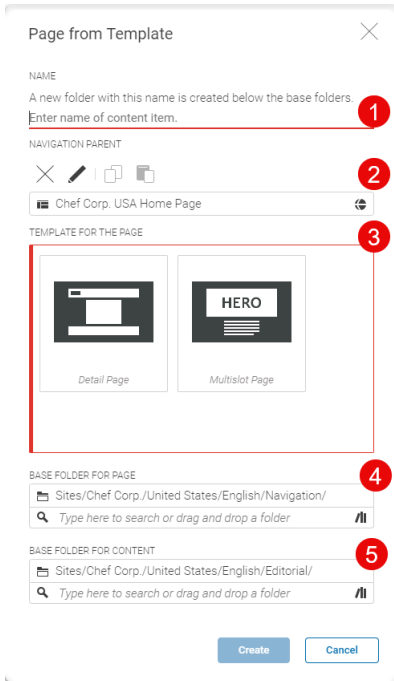 Page from Template
NAME
A new folder with this name is created below the base folders.
Enter name of content item.
1
NAVIGATION PARENT
2
Chef Corp. USA Home Page
TEMPLATE FOR THE PAGE
3
HERO
Detail Page
Multislot Page
BASE FOLDER FOR PAGE
4
Sites/Chef Corp./United States/English/Navigation/
Type here to search or drag and drop a folder
BASE FOLDER FOR CONTENT
5
Sites/Chef Corp./United States/English/Editorial/
Type here to search or drag and drop a folder
Create
Cancel